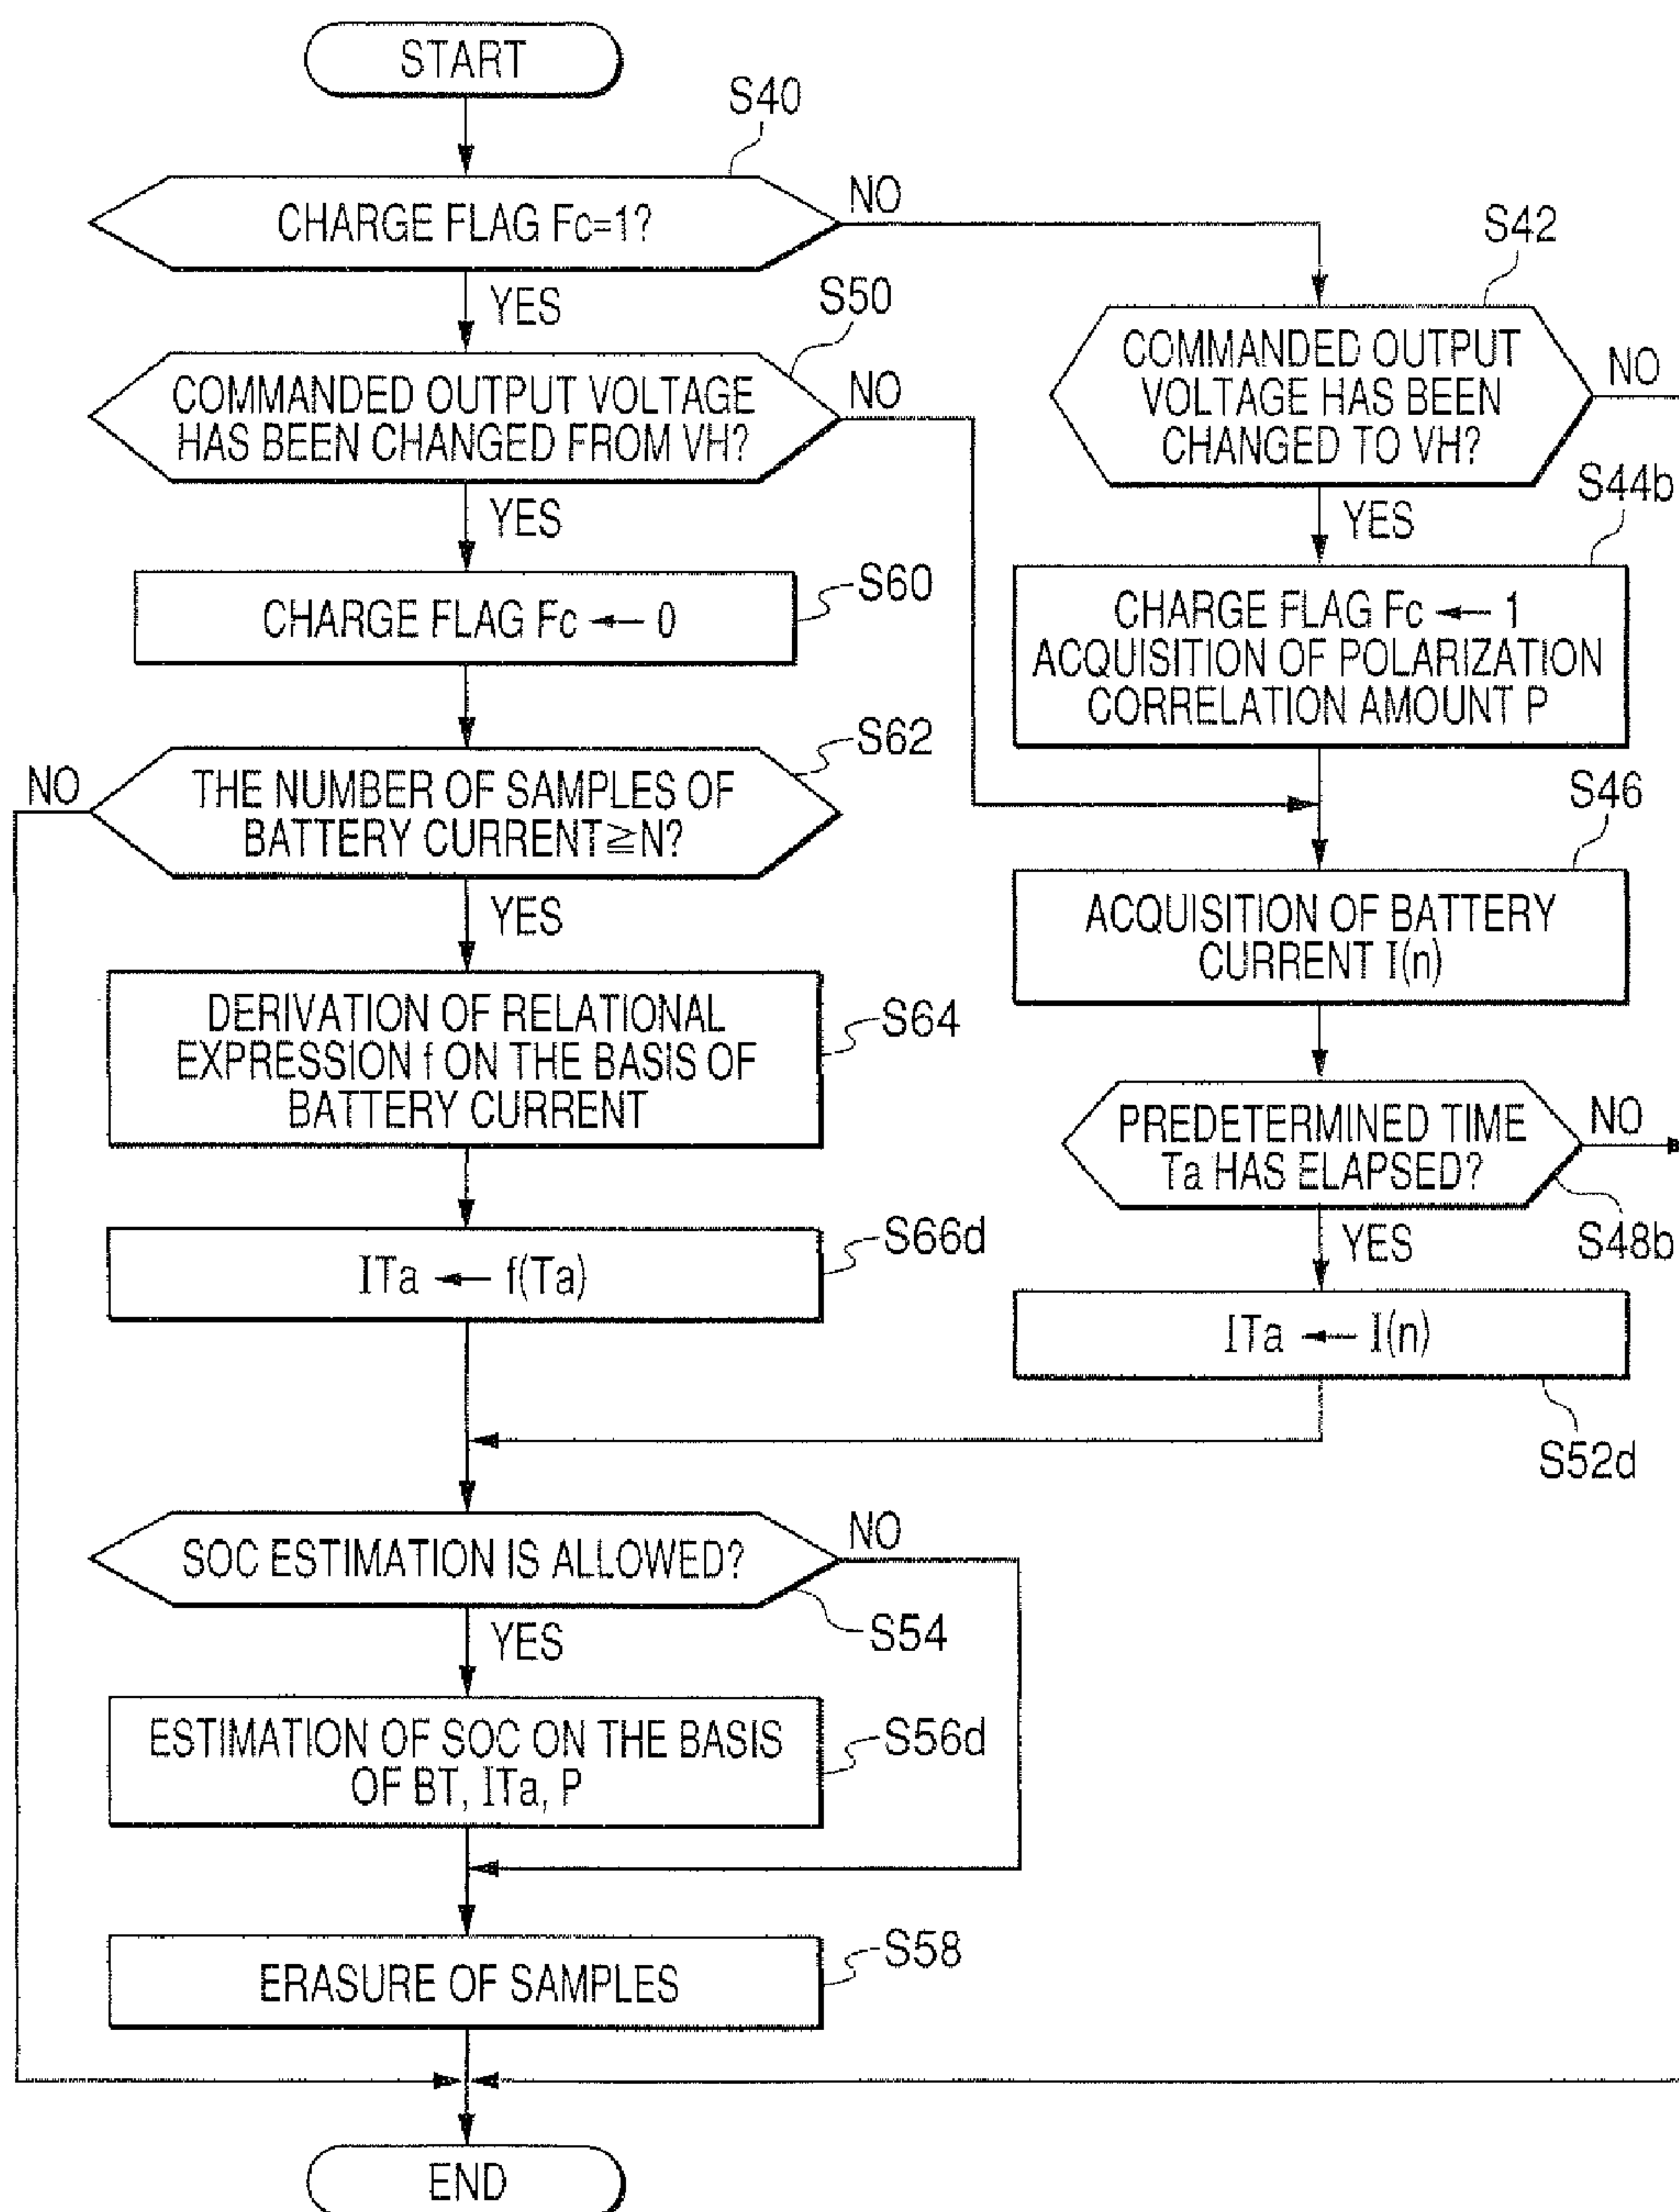 START
S40
CHARGE FLAG Fc=1?
NO
YES
S42
COMMANDED OUTPUT
VOLTAGE HAS BEEN
CHANGED TO VH?
NO
YES
S50
COMMANDED OUTPUT VOLTAGE
HAS BEEN CHANGED FROM VH?
NO
YES
S44b
CHARGE FLAG Fc ← 1
ACQUISITION OF POLARIZATION
CORRELATION AMOUNT P
S60
CHARGE FLAG Fc ← 0
S62
THE NUMBER OF SAMPLES OF
BATTERY CURRENT≧N?
NO
YES
S46
ACQUISITION OF BATTERY
CURRENT I(n)
S64
DERIVATION OF RELATIONAL
EXPRESSION f ON THE BASIS OF
BATTERY CURRENT
PREDETERMINED TIME
Ta HAS ELAPSED?
NO
YES
S48b
S66d
ITa ← f(Ta)
ITa ← I(n)
S52d
SOC ESTIMATION IS ALLOWED?
NO
YES
S54
ESTIMATION OF SOC ON THE BASIS
OF BT, ITa, P
S56d
S58
ERASURE OF SAMPLES
END